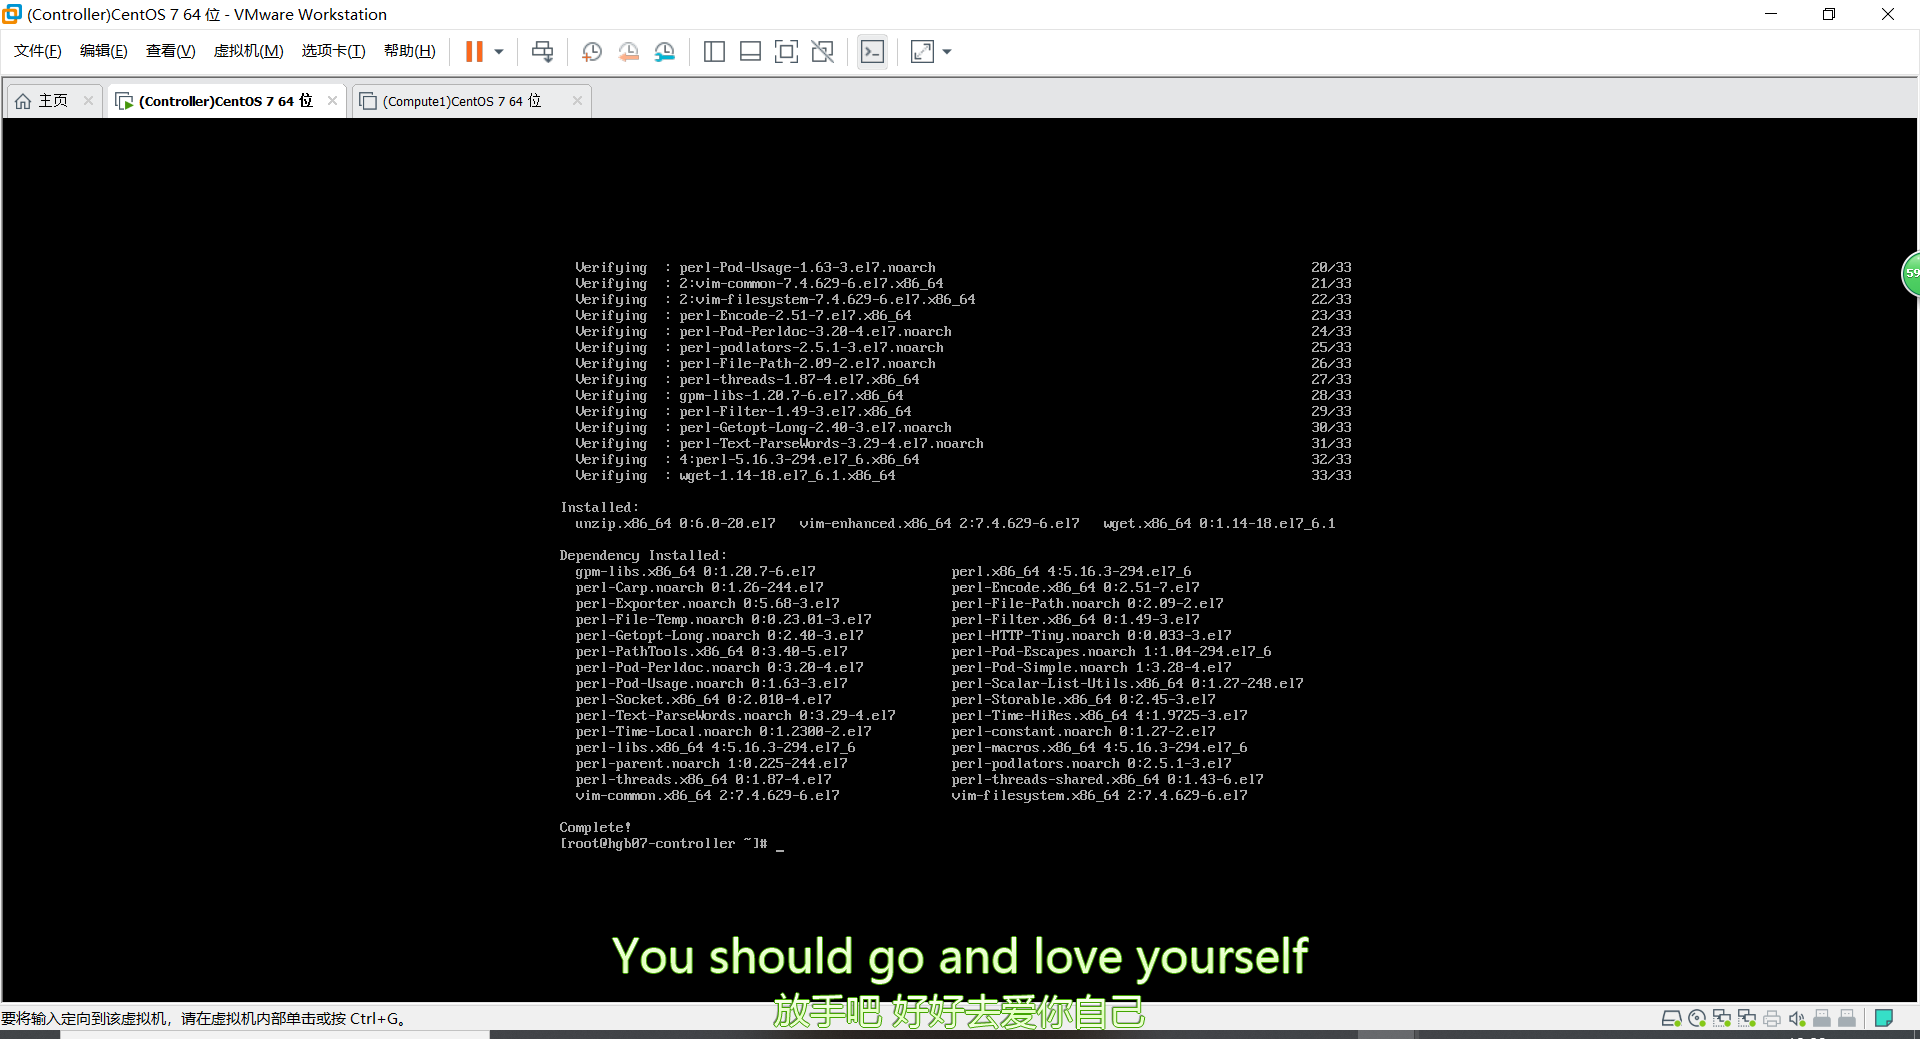 (Controller)CentOS 7 64 位 - VMware Workstation
文件(F) 编辑(E) 查看(V) 虚拟机(M) 选项卡(T) 帮助(H)
主页 (Controller)CentOS 7 64 位 (Compute1)CentOS 7 64 位
Verifying : perl-Pod-Usage-1.63-3.el7.noarch 20/33
59
Verifying : 2:vim-common-7.4.629-6.el7.x86_64 21/33
Verifying : 2:vim-filesystem-7.4.629-6.el7.x86_64 22/33
Verifying : perl-Encode-2.51-7.el7.x86_64 23/33
Verifying : perl-Pod-Perldoc-3.20-4.el7.noarch 24/33
Verifying : perl-podlators-2.5.1-3.el7.noarch 25/33
Verifying : perl-File-Path-2.09-2.el7.noarch 26/33
Verifying : perl-threads-1.87-4.el7.x86_64 27/33
Verifying : gpm-libs-1.20.7-6.el7.x86_64 28/33
Verifying : perl-Filter-1.49-3.el7.x86_64 29/33
Verifying : perl-Getopt-Long-2.40-3.el7.noarch 30/33
Verifying : perl-Text-ParseWords-3.29-4.el7.noarch 31/33
Verifying : 4:perl-5.16.3-294.el7_6.x86_64 32/33
Verifying : wget-1.14-18.el7_6.1.x86_64 33/33
Installed:
unzip.x86_64 0:6.0-20.el7 vim-enhanced.x86_64 2:7.4.629-6.el7 wget.x86_64 0:1.14-18.el7_6.1
Dependency Installed:
gpm-libs.x86_64 0:1.20.7-6.el7 perl.x86_64 4:5.16.3-294.el7_6
perl-Carp.noarch 0:1.26-244.el7 perl-Encode.x86_64 0:2.51-7.el7
perl-Exporter.noarch 0:5.68-3.el7 perl-File-Path.noarch 0:2.09-2.el7
perl-File-Temp.noarch 0:0.23.01-3.el7 perl-Filter.x86_64 0:1.49-3.el7
perl-Getopt-Long.noarch 0:2.40-3.el7 perl-HTTP-Tiny.noarch 0:0.033-3.el7
perl-PathTools.x86_64 0:3.40-5.el7 perl-Pod-Escapes.noarch 1:1.04-294.el7_6
perl-Pod-Perldoc.noarch 0:3.20-4.el7 perl-Pod-Simple.noarch 1:3.28-4.el7
perl-Pod-Usage.noarch 0:1.63-3.el7 perl-Scalar-List-Utils.x86_64 0:1.27-248.el7
perl-Socket.x86_64 0:2.010-4.el7 perl-Storable.x86_64 0:2.45-3.el7
perl-Text-ParseWords.noarch 0:3.29-4.el7 perl-Time-HiRes.x86_64 4:1.9725-3.el7
perl-Time-Local.noarch 0:1.2300-2.el7 perl-constant.noarch 0:1.27-2.el7
perl-libs.x86_64 4:5.16.3-294.el7_6 perl-macros.x86_64 4:5.16.3-294.el7_6
perl-parent.noarch 1:0.225-244.el7 perl-podlators.noarch 0:2.5.1-3.el7
perl-threads.x86_64 0:1.87-4.el7 perl-threads-shared.x86_64 0:1.43-6.el7
vim-common.x86_64 2:7.4.629-6.el7 vim-filesystem.x86_64 2:7.4.629-6.el7
Complete!
[root@hgb07-controller ~]# _
You should go and love yourself
放手吧 好好去爱你自己
要将输入定向到该虚拟机，请在虚拟机内部单击或按 Ctrl+G。